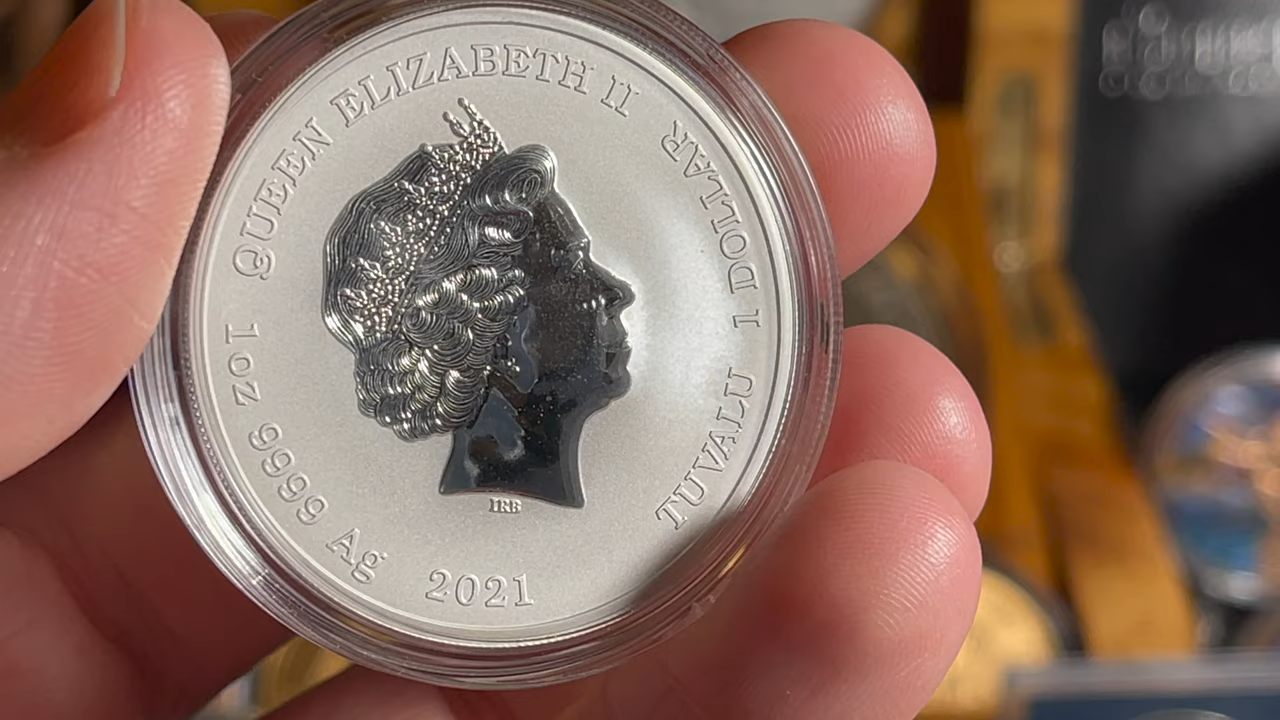 QUEEN ELIZABETH II
TUVALU 1 DOLLAR
1oz 9999 Ag
2021
IRB